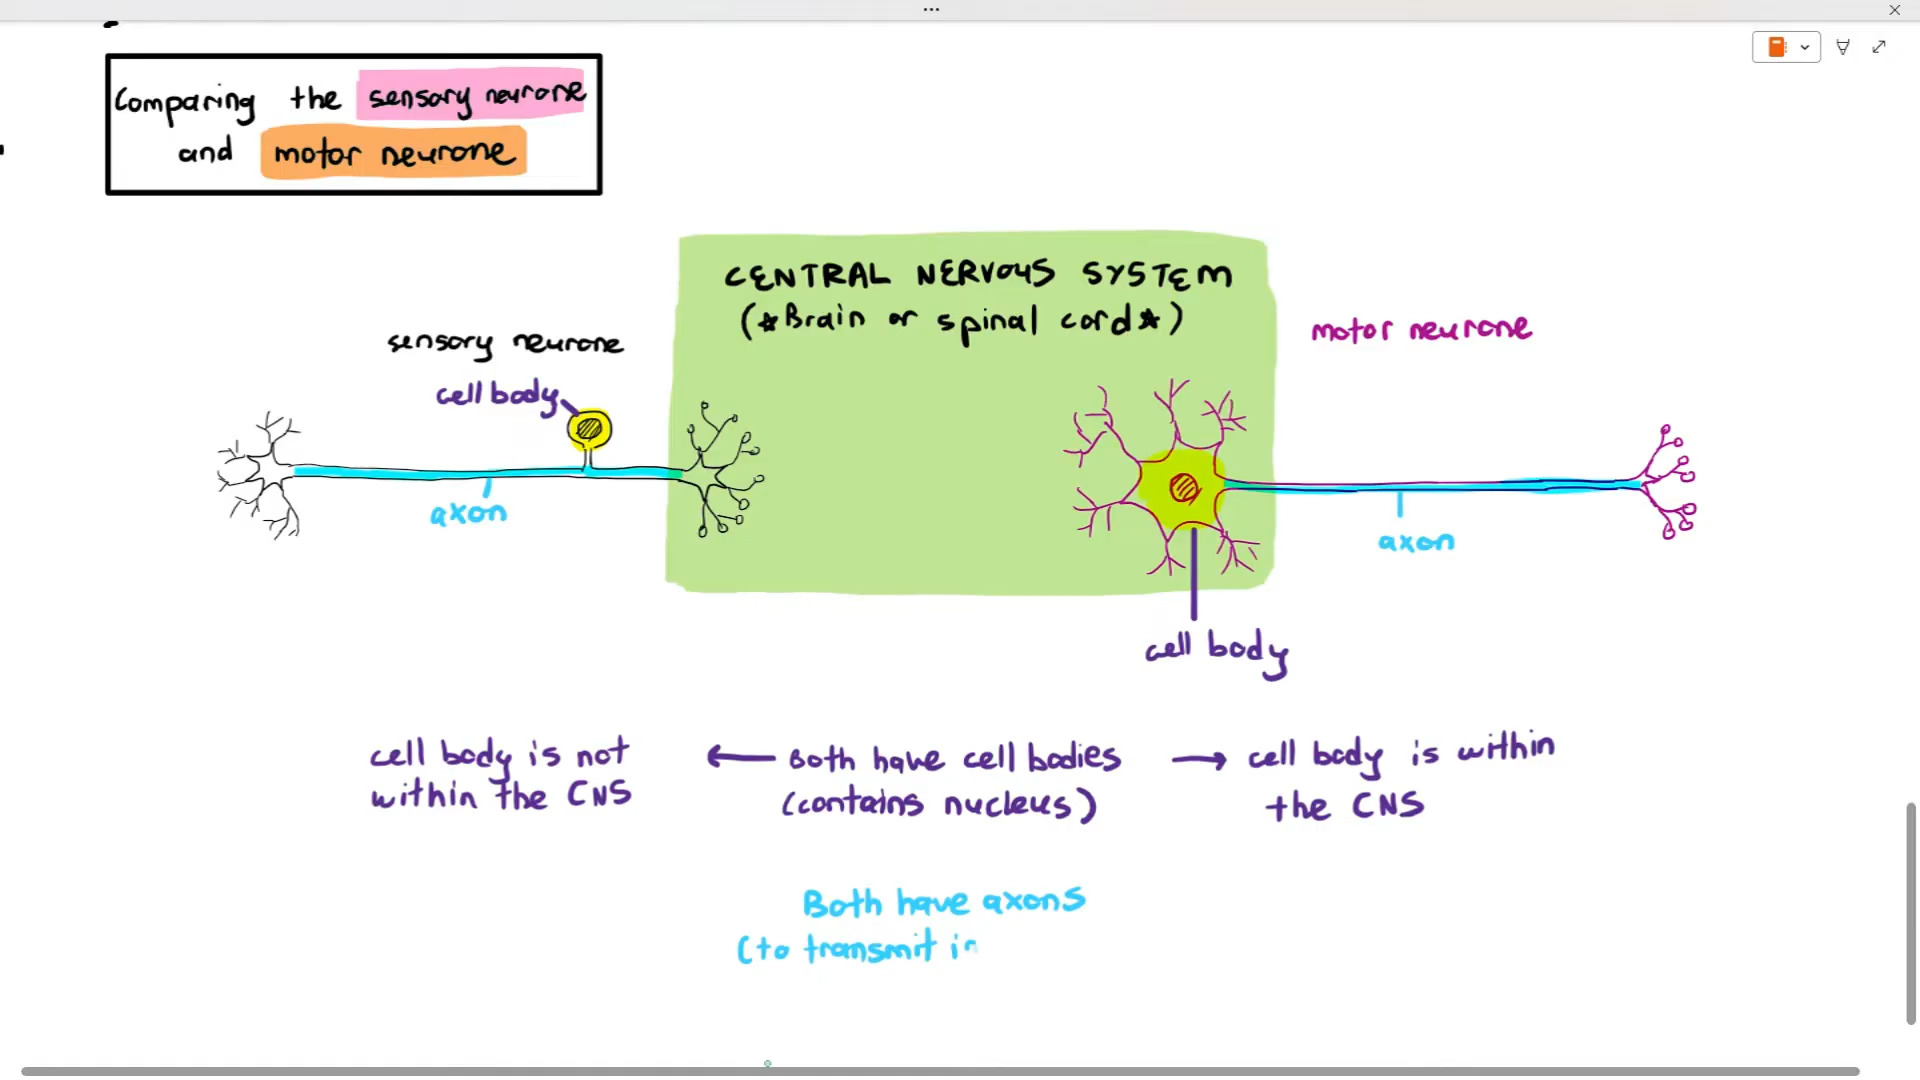 Comparing the sensory neurone
and motor neurone
CENTRAL NERVOUS SYSTEM
(*Brain or spinal cord*)
sensory neurone
motor neurone
cell body
axon
axon
cell body
cell body is not
within the CNS
← Both have cell bodies →
(contains nucleus)
cell body is within
the CNS
Both have axons
(to transmit in